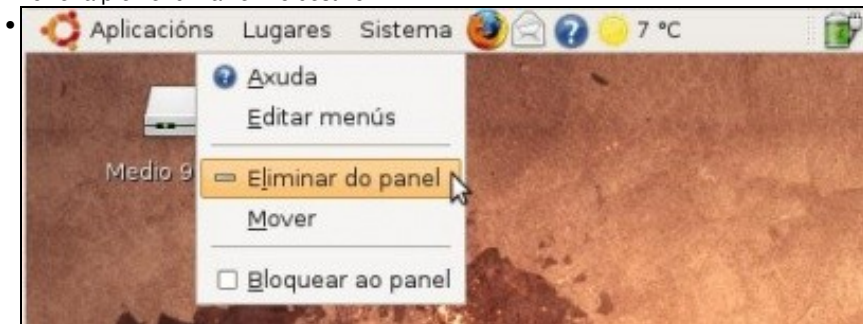 Aplicacións Lugares Sistema 7 °C
Axuda
Editar menús
Medio 9
Eliminar do panel
Mover
Bloquear ao panel